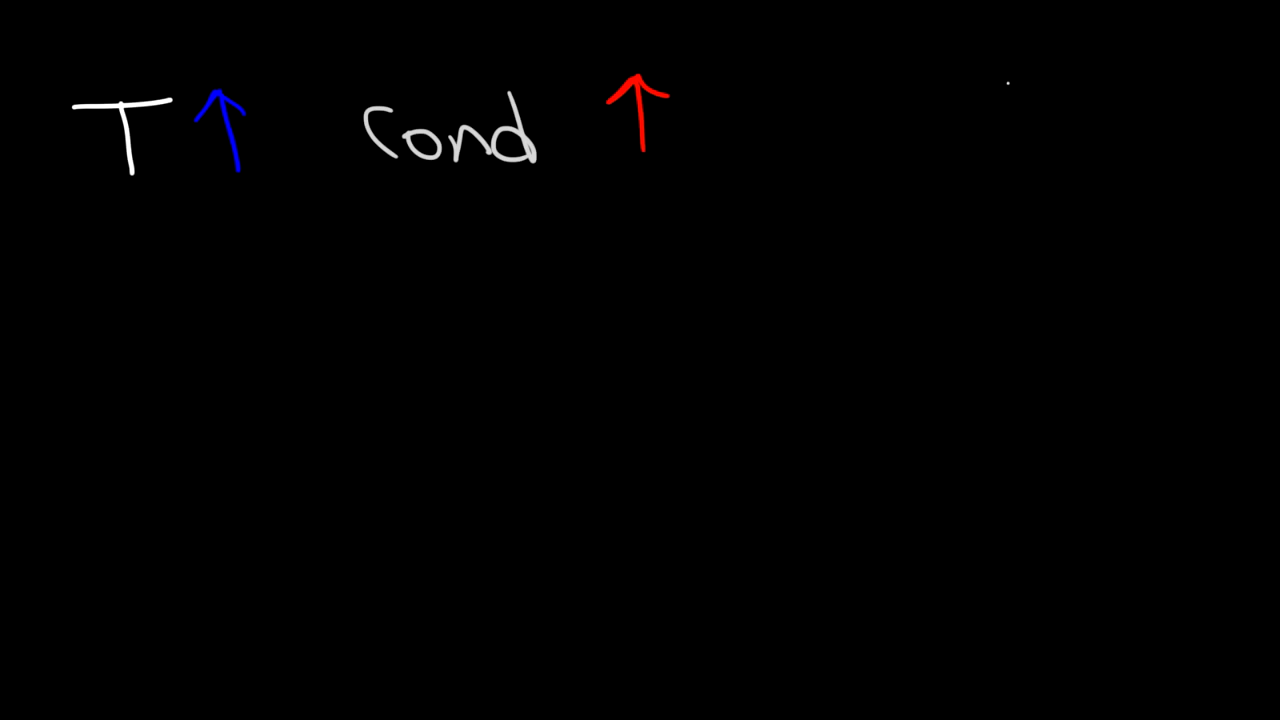 T ↑ cond ↑